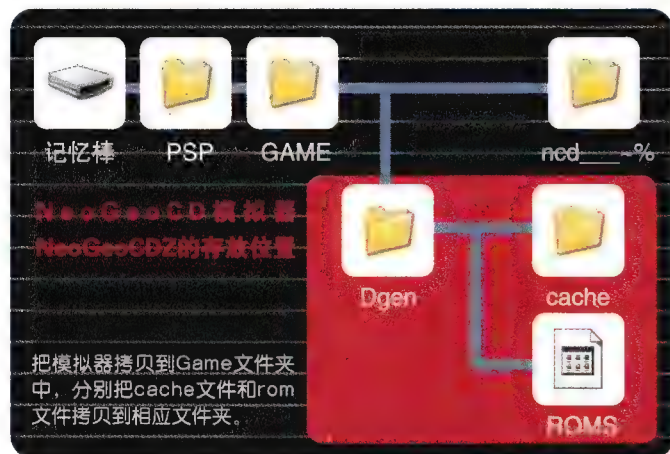 记忆棒
PSP
GAME
ncd___~%
NeoGeoCD模拟器
NeoGeoCDZ的存放位置
Dgen
cache
把模拟器拷贝到Game文件夹
中，分别把cache文件和rom
文件拷贝到相应文件夹。
ROMS